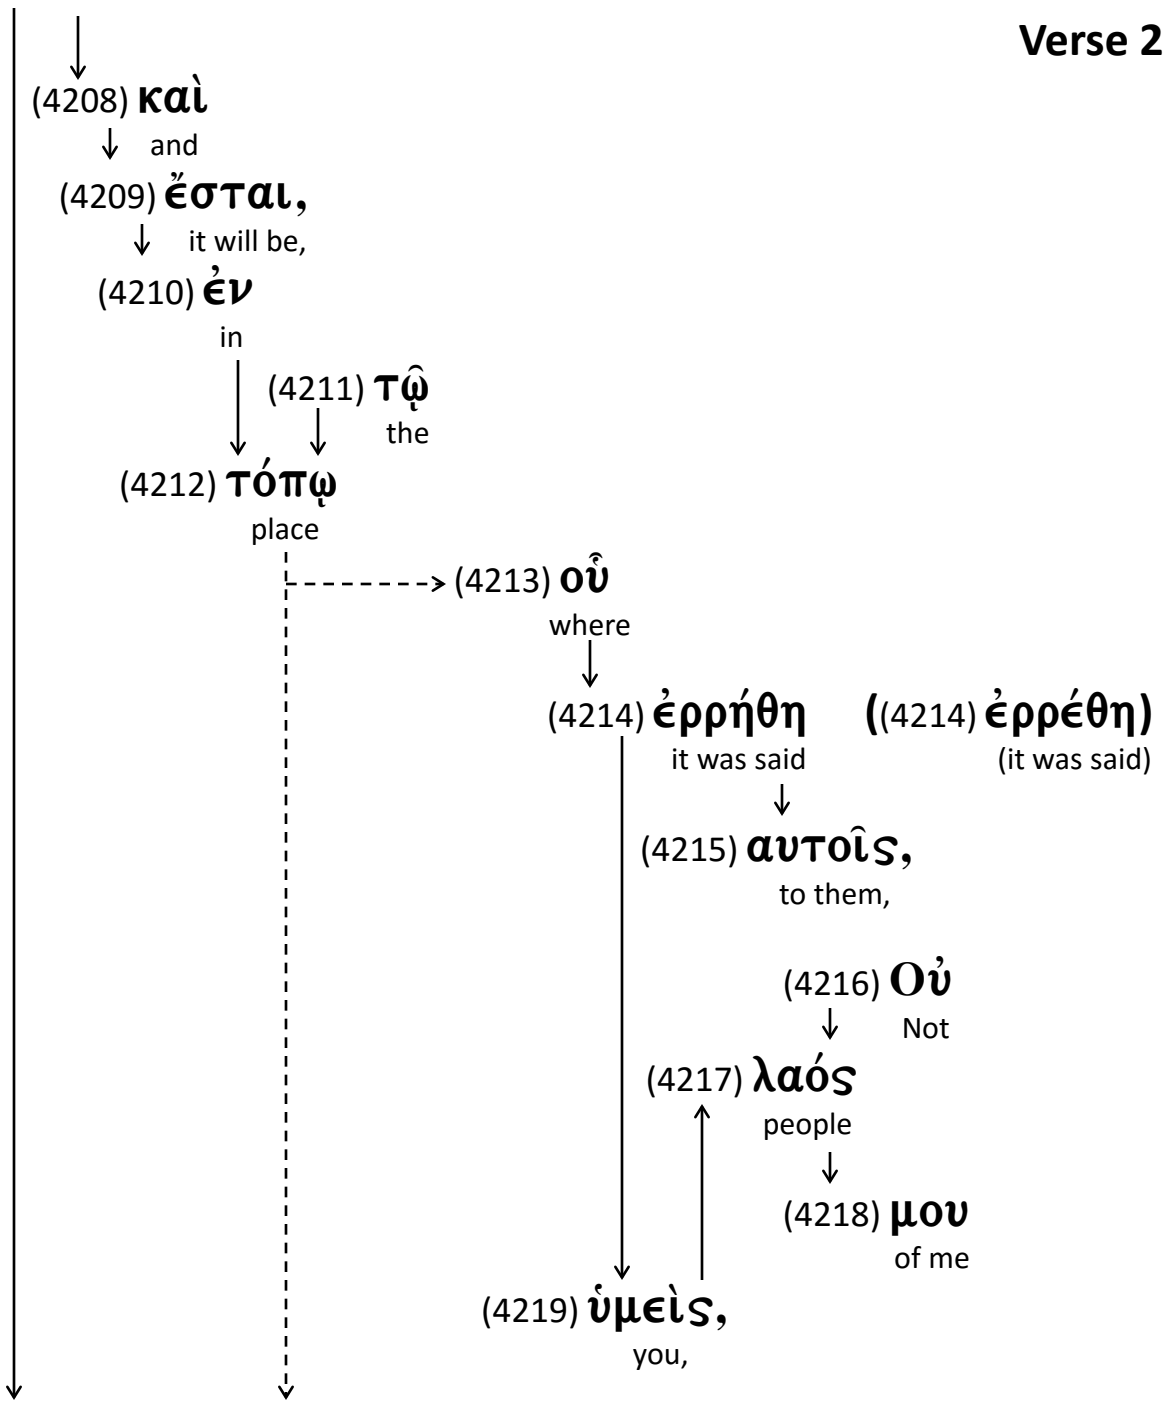 Verse 2
(4208) καὶ
and
(4209) ἔσται,
it will be,
(4210) ἐν
in
(4211) τῷ
the
(4212) τόπῳ
place
(4213) οὗ
where
(4214) ἐρρήθη ((4214) ἐρρέθη)
it was said (it was said)
(4215) αυτοῖς,
to them,
(4216) Οὐ
Not
(4217) λαός
people
(4218) μου
of me
(4219) ὑμεὶς,
you,